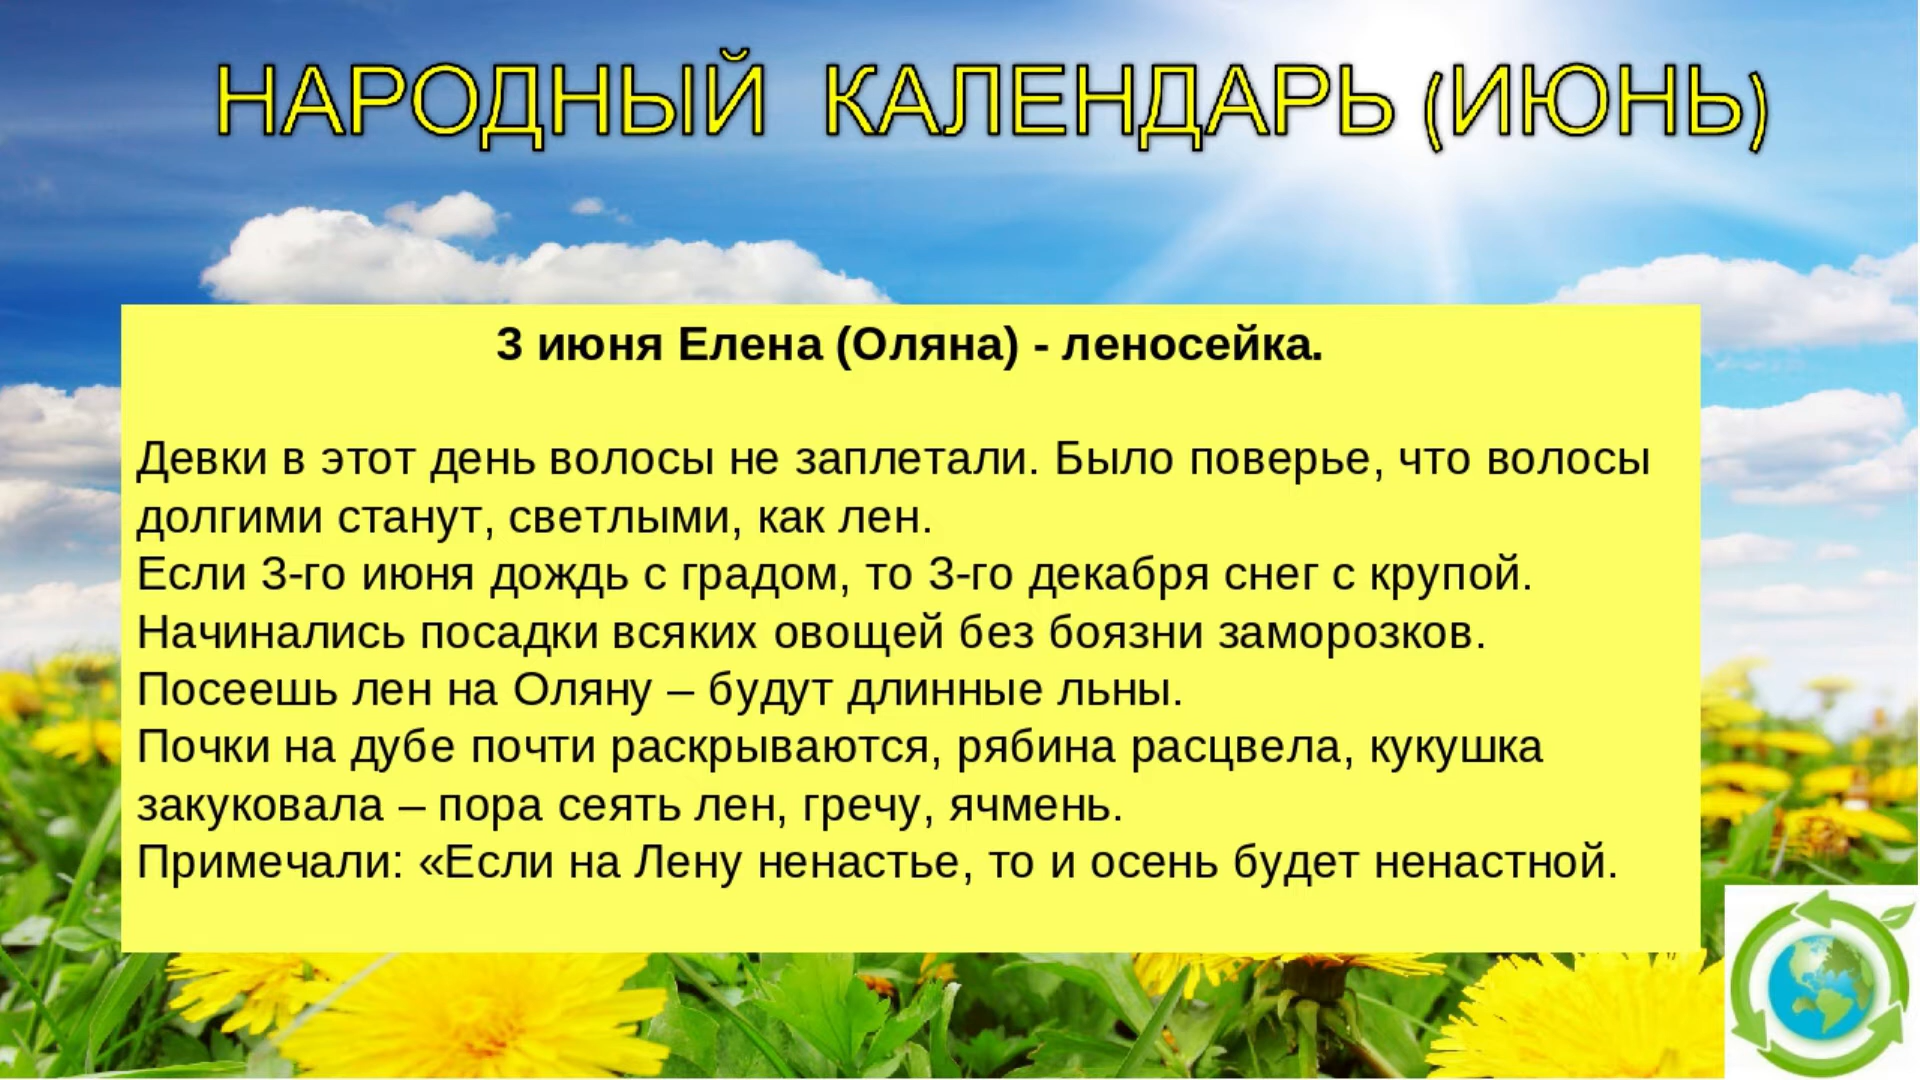 НАРОДНЫЙ КАЛЕНДАРЬ (ИЮНЬ)
3 июня Елена (Оляна) - леносейка.
Девки в этот день волосы не заплетали. Было поверье, что волосы
долгими станут, светлыми, как лен.
Если 3-го июня дождь с градом, то 3-го декабря снег с крупой.
Начинались посадки всяких овощей без боязни заморозков.
Посеешь лен на Оляну – будут длинные льны.
Почки на дубе почти раскрываются, рябина расцвела, кукушка
закуковала – пора сеять лен, гречу, ячмень.
Примечали: «Если на Лену ненастье, то и осень будет ненастной.